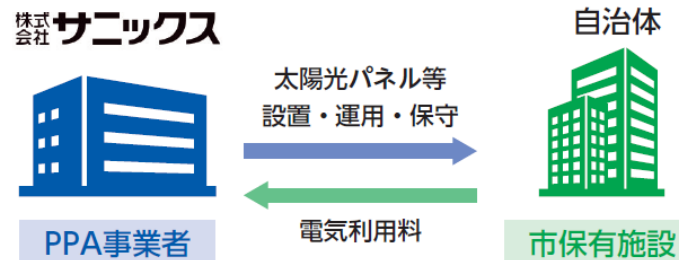 株式会社サニックス
自治体
太陽光パネル等
設置・運用・保守
電気利用料
PPA事業者
市保有施設